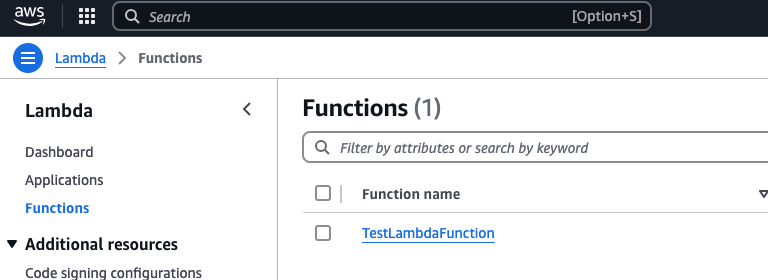 aws
Search [Option+S]
Lambda Functions
Lambda
Dashboard
Applications
Functions
Additional resources
Code signing configurations
Functions (1)
Filter by attributes or search by keyword
Function name
TestLambdaFunction